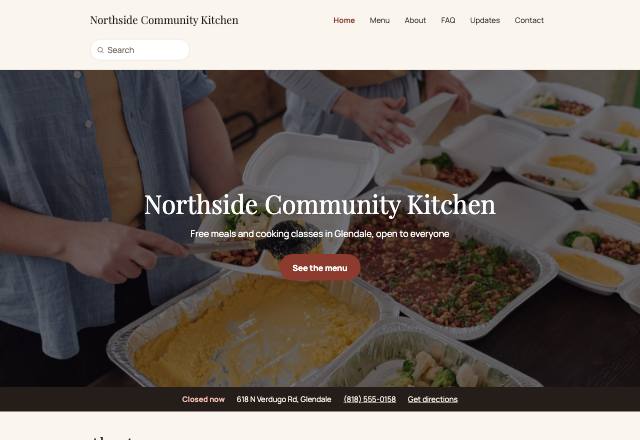 Northside Community Kitchen
Home Menu About FAQ Updates Contact
Search
Northside Community Kitchen
Free meals and cooking classes in Glendale, open to everyone
See the menu
Closed now 618 N Verdugo Rd, Glendale (818) 555-0158 Get directions